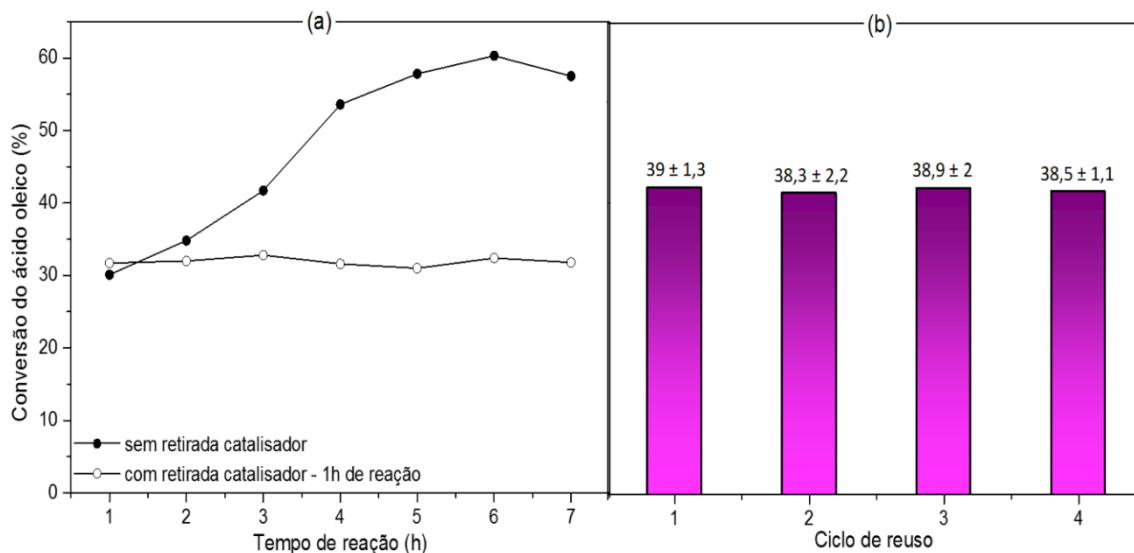 (a)
Conversão do ácido oleico (%)
60
50
40
30
20
10
0
sem retirada catalisador
com retirada catalisador - 1h de reação
1 2 3 4 5 6 7
Tempo de reação (h)
(b)
39 ± 1,3 38,3 ± 2,2 38,9 ± 2 38,5 ± 1,1
1 2 3 4
Ciclo de reuso